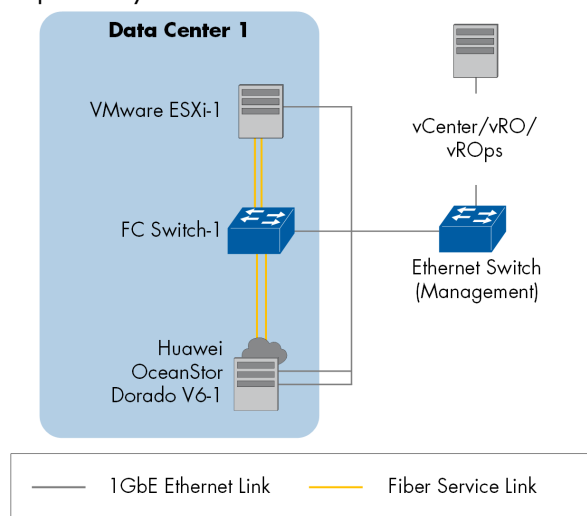 Data Center 1
VMware ESXi-1
vCenter/vRO/
vROps
FC Switch-1
Ethernet Switch
(Management)
Huawei
OceanStor
Dorado V6-1
1GbE Ethernet Link
Fiber Service Link